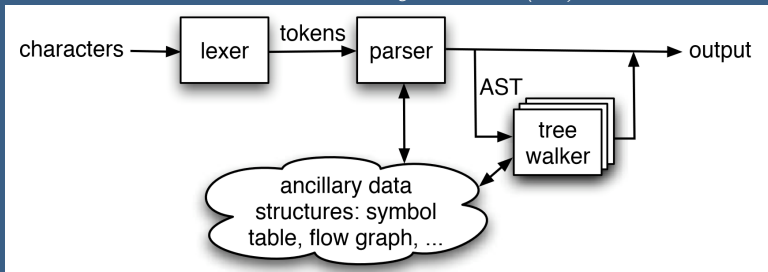 characters
lexer
tokens
parser
output
AST
tree
walker
ancillary data
structures: symbol
table, flow graph, ...